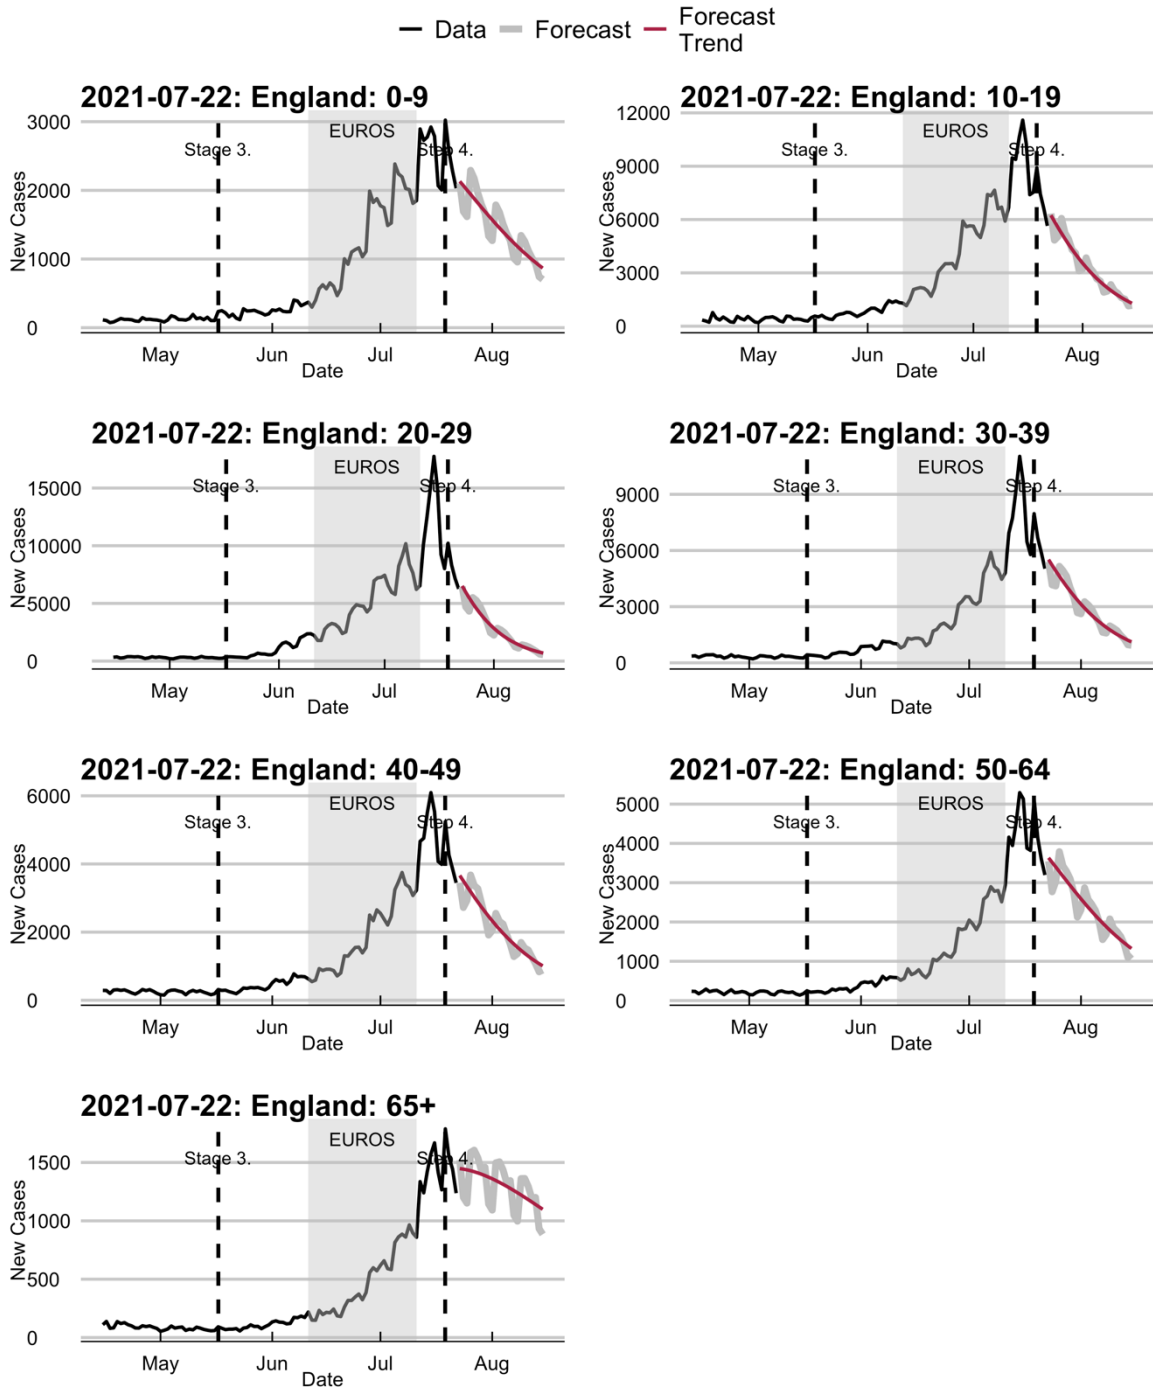 Data Forecast Forecast
Trend
2021-07-22: England: 0-9
3000
2000
1000
0
New Cases
EUROS
Stage 3.
Step 4.
May Jun Jul Aug
Date
2021-07-22: England: 10-19
12000
9000
6000
3000
0
New Cases
EUROS
Stage 3.
Step 4.
May Jun Jul Aug
Date
2021-07-22: England: 20-29
15000
10000
5000
0
New Cases
EUROS
Stage 3.
Step 4.
May Jun Jul Aug
Date
2021-07-22: England: 30-39
9000
6000
3000
0
New Cases
EUROS
Stage 3.
Step 4.
May Jun Jul Aug
Date
2021-07-22: England: 40-49
6000
4000
2000
0
New Cases
EUROS
Stage 3.
Step 4.
May Jun Jul Aug
Date
2021-07-22: England: 50-64
5000
4000
3000
2000
1000
0
New Cases
EUROS
Stage 3.
Step 4.
May Jun Jul Aug
Date
2021-07-22: England: 65+
1500
1000
500
0
New Cases
EUROS
Stage 3.
Step 4.
May Jun Jul Aug
Date